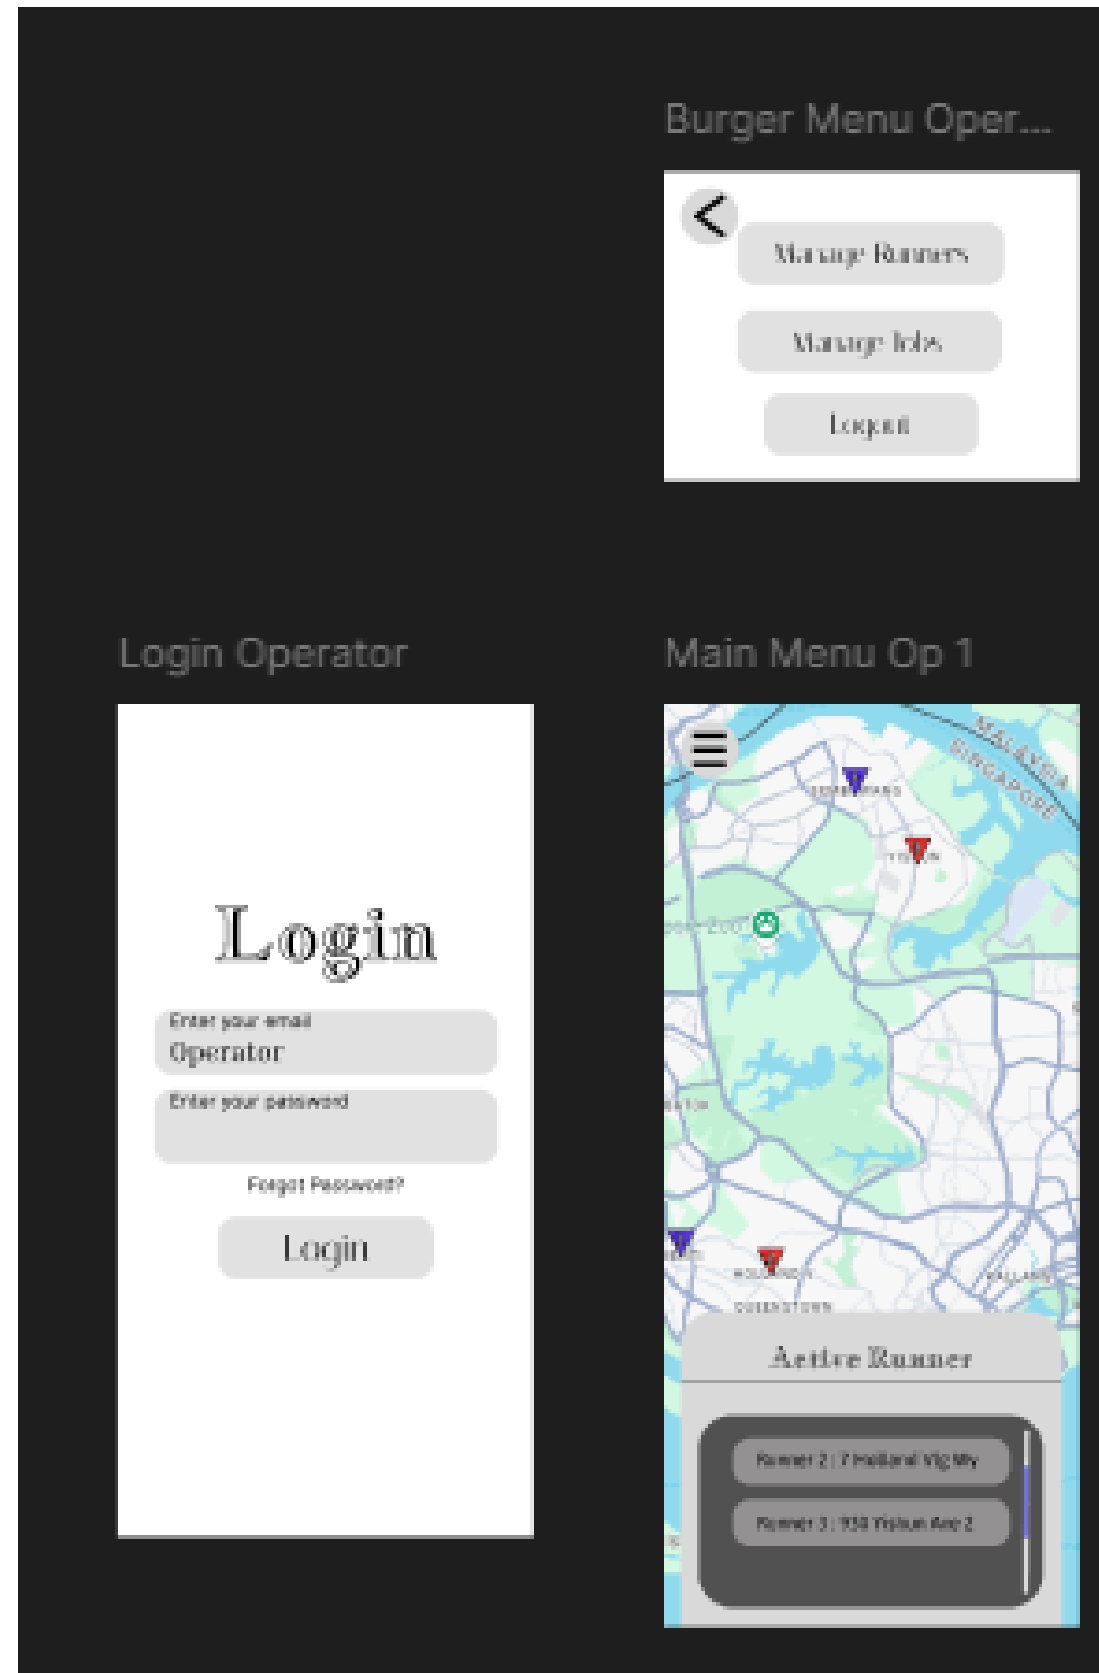 Burger Menu Oper...
Manage Runners
Manage Jobs
Logout
Login Operator
Login
Enter your email
Operator
Enter your password
Forgot Password?
Login
Main Menu Op 1
MALAYSIA
SINGAPORE
YISHUN
QUEENSTOWN
Active Runner
Runner 2 : 7 Holland Vlg Wy
Runner 3 : 930 Yishun Ave 2